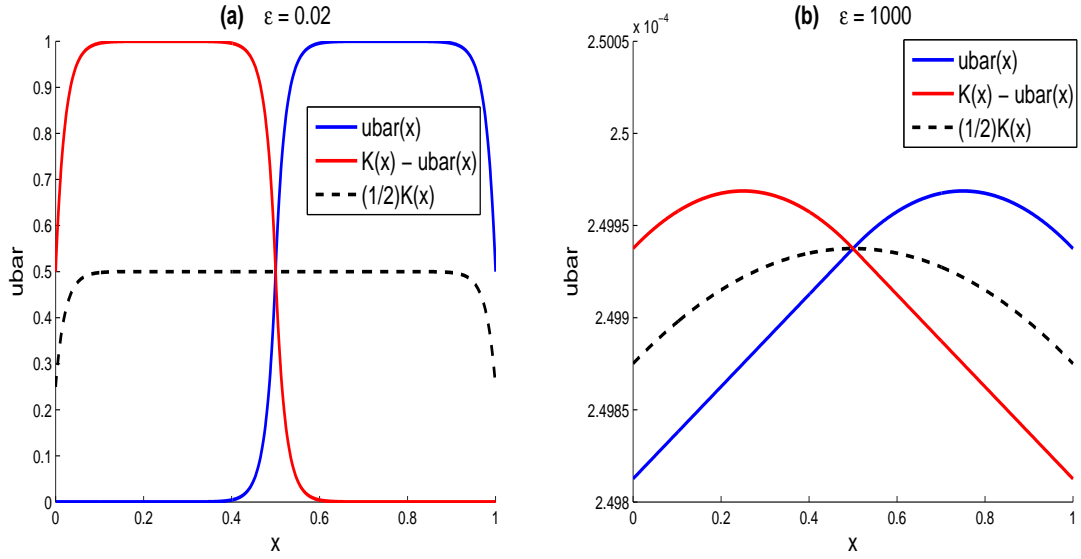 (a) ε = 0.02
1
0.9
0.8
0.7
0.6
0.5
0.4
0.3
0.2
0.1
0
ubar
0 0.2 0.4 0.6 0.8 1
x
ubar(x)
K(x) − ubar(x)
(1/2)K(x)
(b) ε = 1000
x 10⁻⁴
2.5005
2.5
2.4995
2.499
2.4985
2.498
ubar
0 0.2 0.4 0.6 0.8 1
x
ubar(x)
K(x) − ubar(x)
(1/2)K(x)